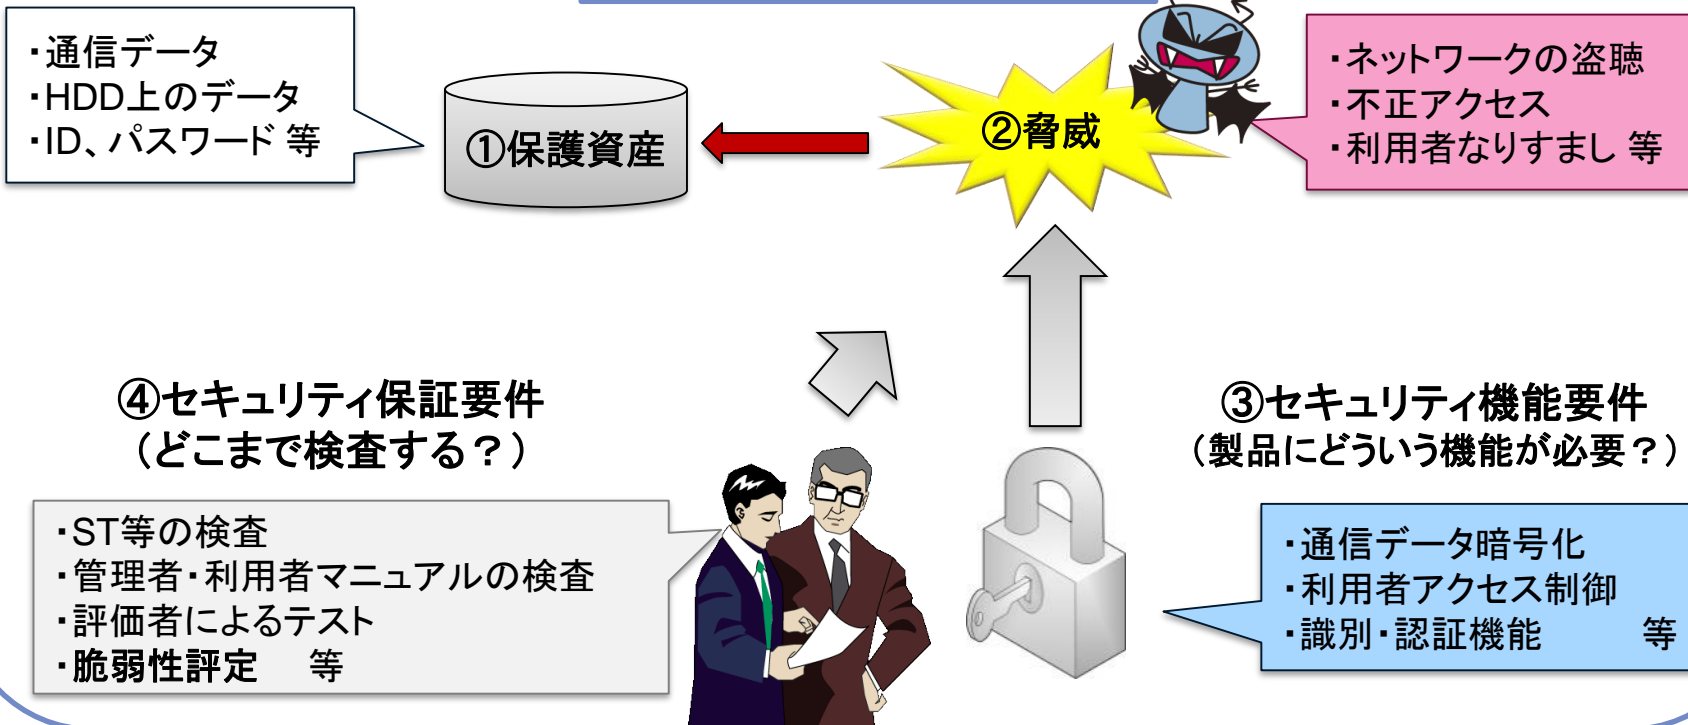 ・通信データ
・HDD上のデータ
・ID、パスワード 等
①保護資産
②脅威
・ネットワークの盗聴
・不正アクセス
・利用者なりすまし 等
④セキュリティ保証要件
（どこまで検査する？）
③セキュリティ機能要件
（製品にどういう機能が必要？）
・ST等の検査
・管理者・利用者マニュアルの検査
・評価者によるテスト
・脆弱性評定 等
・通信データ暗号化
・利用者アクセス制御
・識別・認証機能 等